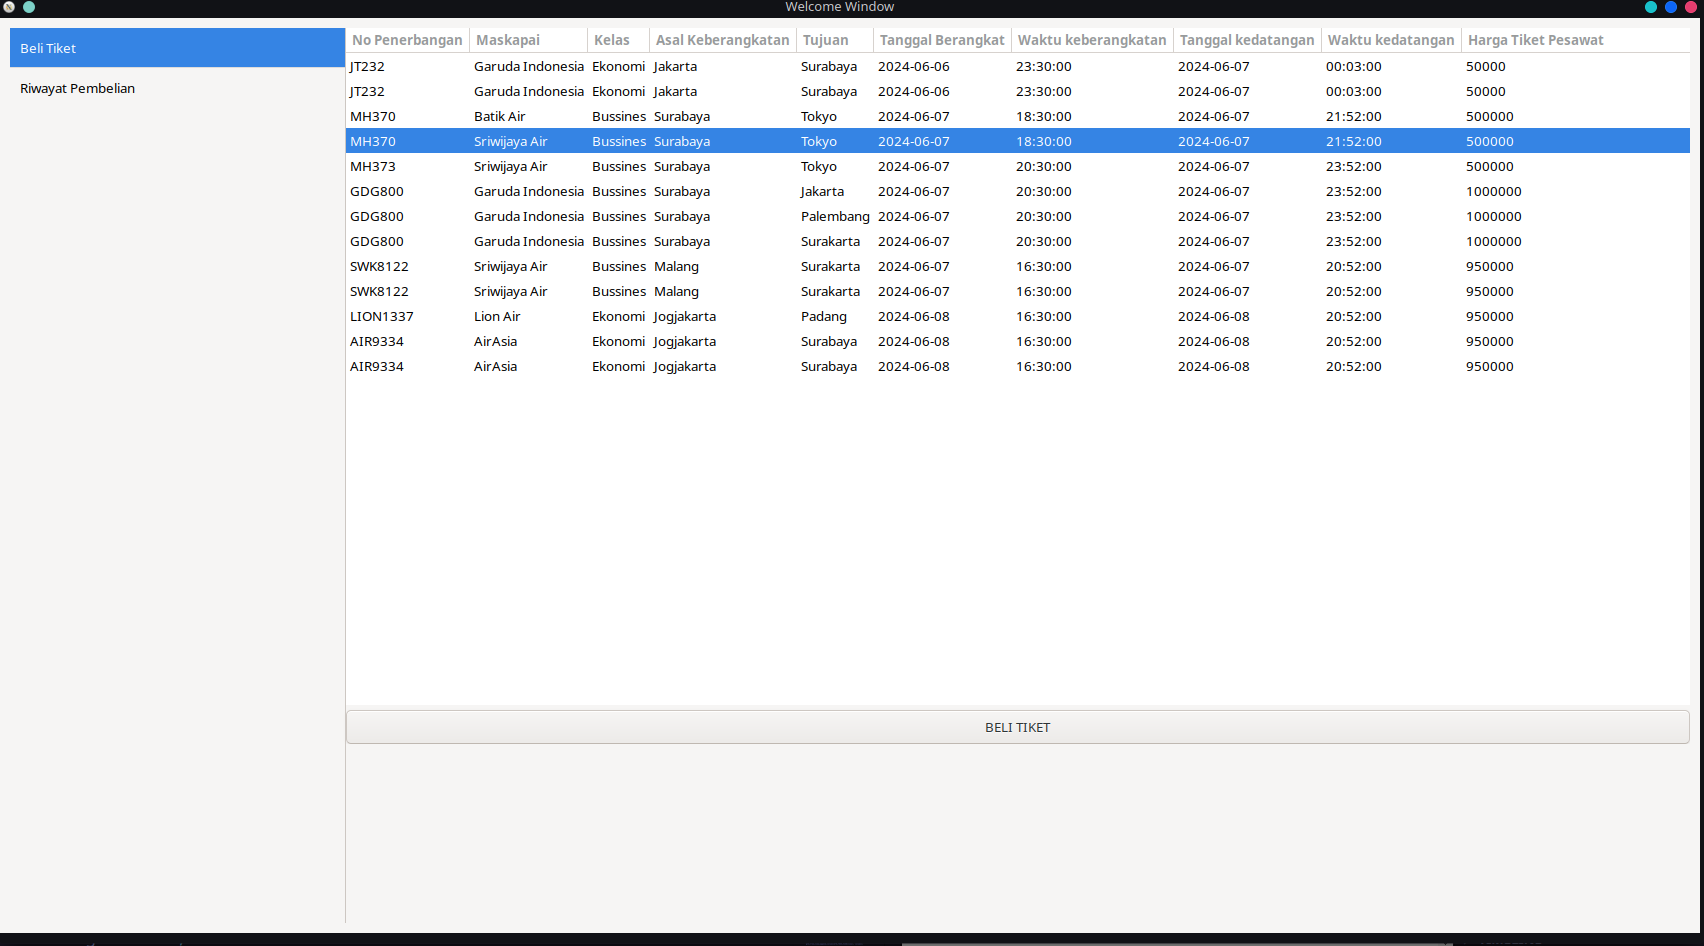 Welcome Window
Beli Tiket
Riwayat Pembelian
No Penerbangan Maskapai Kelas Asal Keberangkatan Tujuan Tanggal Berangkat Waktu keberangkatan Tanggal kedatangan Waktu kedatangan Harga Tiket Pesawat
JT232 Garuda Indonesia Ekonomi Jakarta Surabaya 2024-06-06 23:30:00 2024-06-07 00:03:00 50000
JT232 Garuda Indonesia Ekonomi Jakarta Surabaya 2024-06-06 23:30:00 2024-06-07 00:03:00 50000
MH370 Batik Air Bussines Surabaya Tokyo 2024-06-07 18:30:00 2024-06-07 21:52:00 500000
MH370 Sriwijaya Air Bussines Surabaya Tokyo 2024-06-07 18:30:00 2024-06-07 21:52:00 500000
MH373 Sriwijaya Air Bussines Surabaya Tokyo 2024-06-07 20:30:00 2024-06-07 23:52:00 500000
GDG800 Garuda Indonesia Bussines Surabaya Jakarta 2024-06-07 20:30:00 2024-06-07 23:52:00 1000000
GDG800 Garuda Indonesia Bussines Surabaya Palembang 2024-06-07 20:30:00 2024-06-07 23:52:00 1000000
GDG800 Garuda Indonesia Bussines Surabaya Surakarta 2024-06-07 20:30:00 2024-06-07 23:52:00 1000000
SWK8122 Sriwijaya Air Bussines Malang Surakarta 2024-06-07 16:30:00 2024-06-07 20:52:00 950000
SWK8122 Sriwijaya Air Bussines Malang Surakarta 2024-06-07 16:30:00 2024-06-07 20:52:00 950000
LION1337 Lion Air Ekonomi Jogjakarta Padang 2024-06-08 16:30:00 2024-06-08 20:52:00 950000
AIR9334 AirAsia Ekonomi Jogjakarta Surabaya 2024-06-08 16:30:00 2024-06-08 20:52:00 950000
AIR9334 AirAsia Ekonomi Jogjakarta Surabaya 2024-06-08 16:30:00 2024-06-08 20:52:00 950000
BELI TIKET